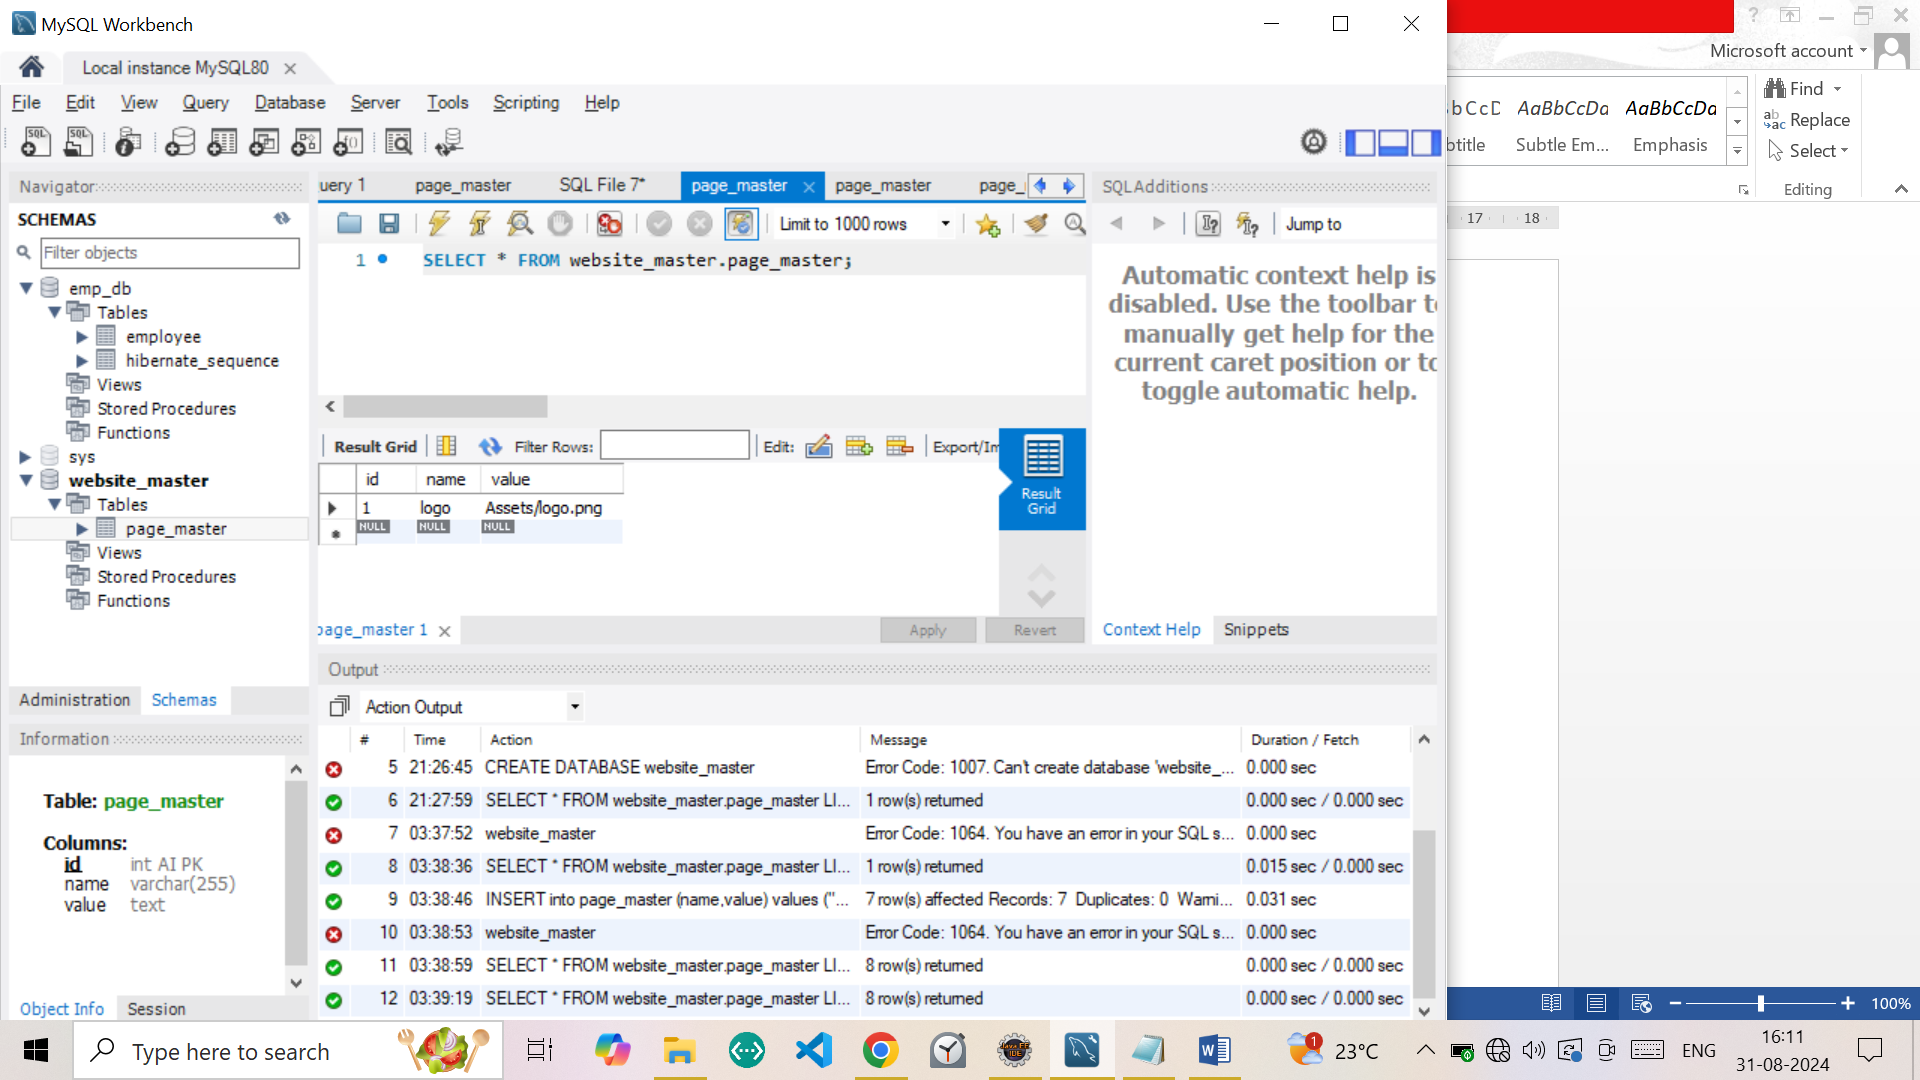 MySQL Workbench
Local instance MySQL80
File Edit View Query Database Server Tools Scripting Help
Navigator
SCHEMAS
Filter objects
emp_db
Tables
employee
hibernate_sequence
Views
Stored Procedures
Functions
sys
website_master
Tables
page_master
Views
Stored Procedures
Functions
Administration Schemas
Information
Table: page_master
Columns:
id int AI PK
name varchar(255)
value text
Object Info Session
uery 1 page_master SQL File 7* page_master page_master page_
Limit to 1000 rows
1 SELECT * FROM website_master.page_master;
Result Grid Filter Rows: Edit: Export/Im
id name value
1 logo Assets/logo.png
NULL NULL NULL
Result Grid
page_master 1 Apply Revert
SQLAdditions
Jump to
Automatic context help is
disabled. Use the toolbar to
manually get help for the
current caret position or to
toggle automatic help.
Context Help Snippets
Output
Action Output
# Time Action Message Duration / Fetch
5 21:26:45 CREATE DATABASE website_master Error Code: 1007. Can't create database 'website_... 0.000 sec
6 21:27:59 SELECT * FROM website_master.page_master LI... 1 row(s) returned 0.000 sec / 0.000 sec
7 03:37:52 website_master Error Code: 1064. You have an error in your SQL s... 0.000 sec
8 03:38:36 SELECT * FROM website_master.page_master LI... 1 row(s) returned 0.015 sec / 0.000 sec
9 03:38:46 INSERT into page_master (name,value) values ("... 7 row(s) affected Records: 7 Duplicates: 0 Warni... 0.031 sec
10 03:38:53 website_master Error Code: 1064. You have an error in your SQL s... 0.000 sec
11 03:38:59 SELECT * FROM website_master.page_master LI... 8 row(s) returned 0.000 sec / 0.000 sec
12 03:39:19 SELECT * FROM website_master.page_master LI... 8 row(s) returned 0.000 sec / 0.000 sec
Microsoft account
bCcD AaBbCcDa AaBbCcDa
btitle Subtle Em... Emphasis
Find
Replace
Select
Editing
17 18
100%
Type here to search
1
23°C
ENG
16:11
31-08-2024